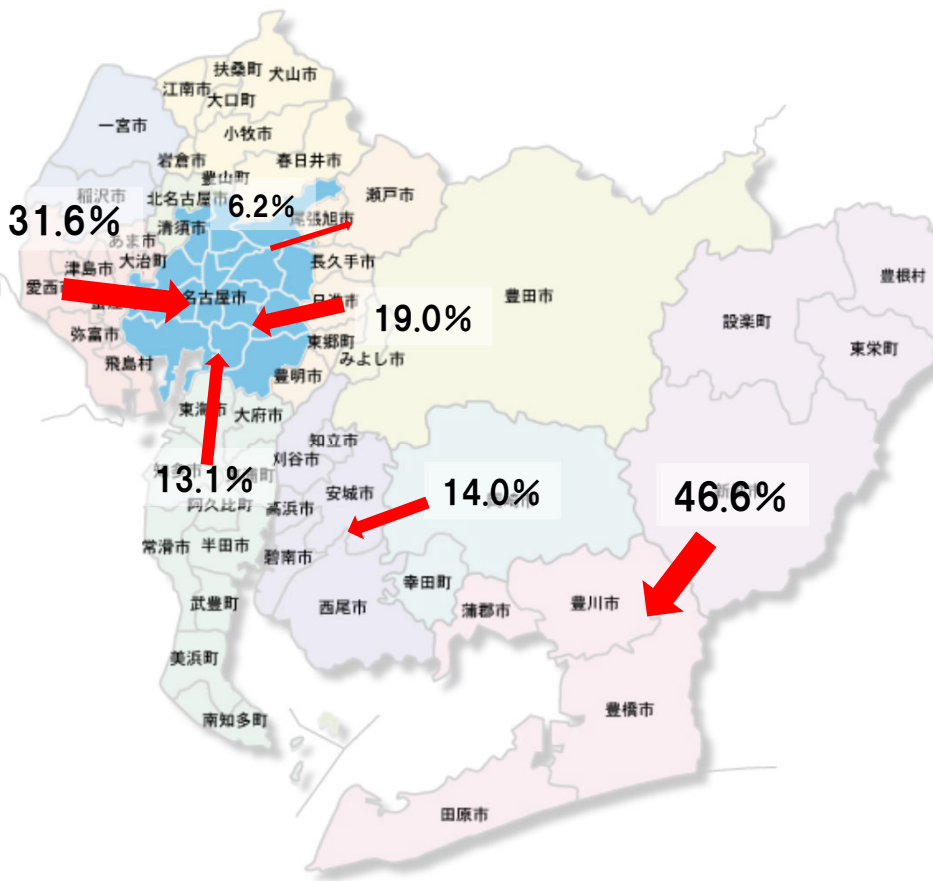 扶桑町
犬山市
江南市
大口町
一宮市
小牧市
岩倉市
春日井市
豊山町
稲沢市
北名古屋市
瀬戸市
6.2%
尾張旭市
31.6%
清須市
あま市
津島市
大治町
長久手市
愛西市
名古屋市
日進市
豊田市
豊根村
19.0%
設楽町
弥富市
東郷町
東栄町
飛島村
みよし市
豊明市
東海市
大府市
知立市
刈谷市
13.1%
安城市
14.0%
46.6%
阿久比町
高浜市
常滑市
半田市
碧南市
幸田町
武豊町
西尾市
蒲郡市
豊川市
美浜町
南知多町
豊橋市
田原市